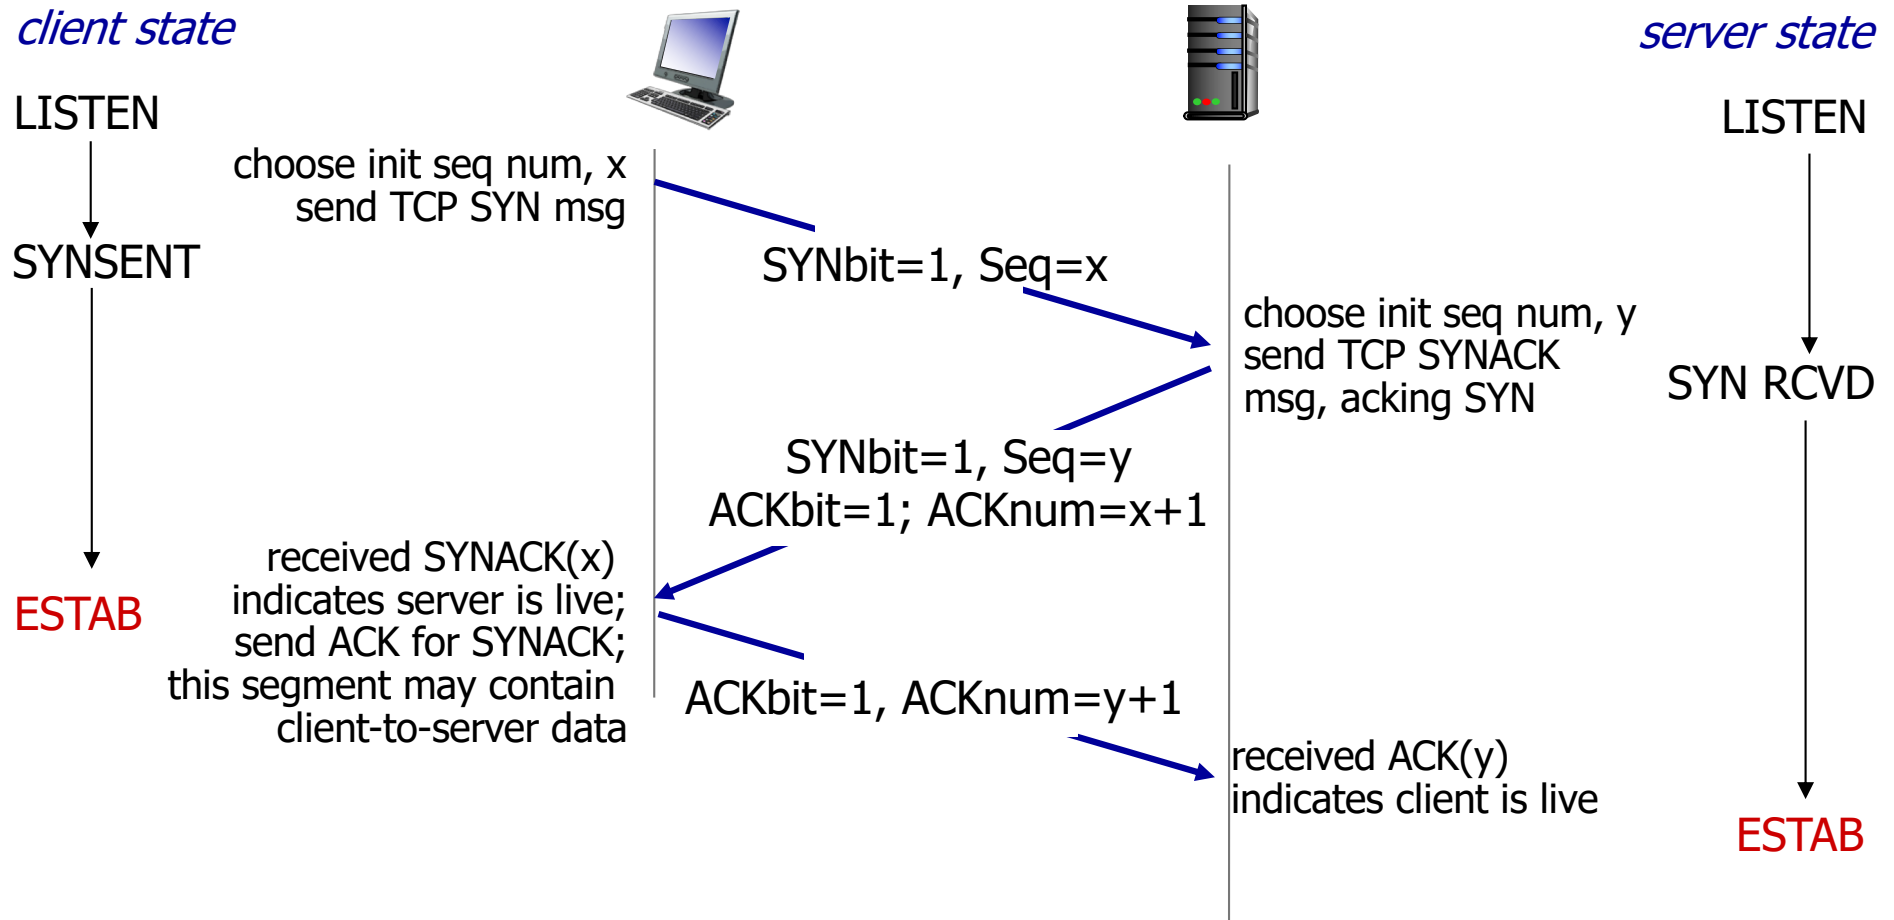 client state
server state
LISTEN
LISTEN
choose init seq num, x
send TCP SYN msg
SYNSENT
SYNbit=1, Seq=x
choose init seq num, y
send TCP SYNACK
msg, acking SYN
SYN RCVD
SYNbit=1, Seq=y
ACKbit=1; ACKnum=x+1
received SYNACK(x)
indicates server is live;
send ACK for SYNACK;
this segment may contain
client-to-server data
ESTAB
ACKbit=1, ACKnum=y+1
received ACK(y)
indicates client is live
ESTAB